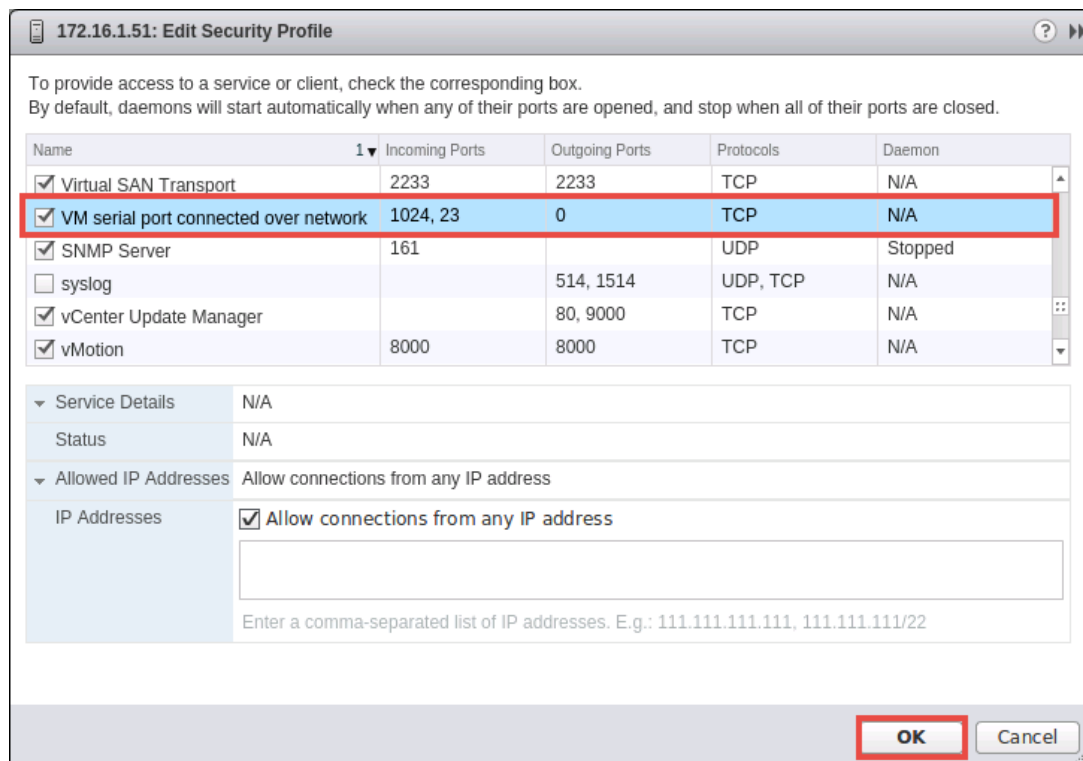 172.16.1.51: Edit Security Profile ?
To provide access to a service or client, check the corresponding box.
By default, daemons will start automatically when any of their ports are opened, and stop when all of their ports are closed.
Name 1 Incoming Ports Outgoing Ports Protocols Daemon
Virtual SAN Transport 2233 2233 TCP N/A
VM serial port connected over network 1024, 23 0 TCP N/A
SNMP Server 161 UDP Stopped
syslog 514, 1514 UDP, TCP N/A
vCenter Update Manager 80, 9000 TCP N/A
vMotion 8000 8000 TCP N/A
Service Details N/A
Status N/A
Allowed IP Addresses Allow connections from any IP address
IP Addresses Allow connections from any IP address
Enter a comma-separated list of IP addresses. E.g.: 111.111.111.111, 111.111.111/22
OK Cancel